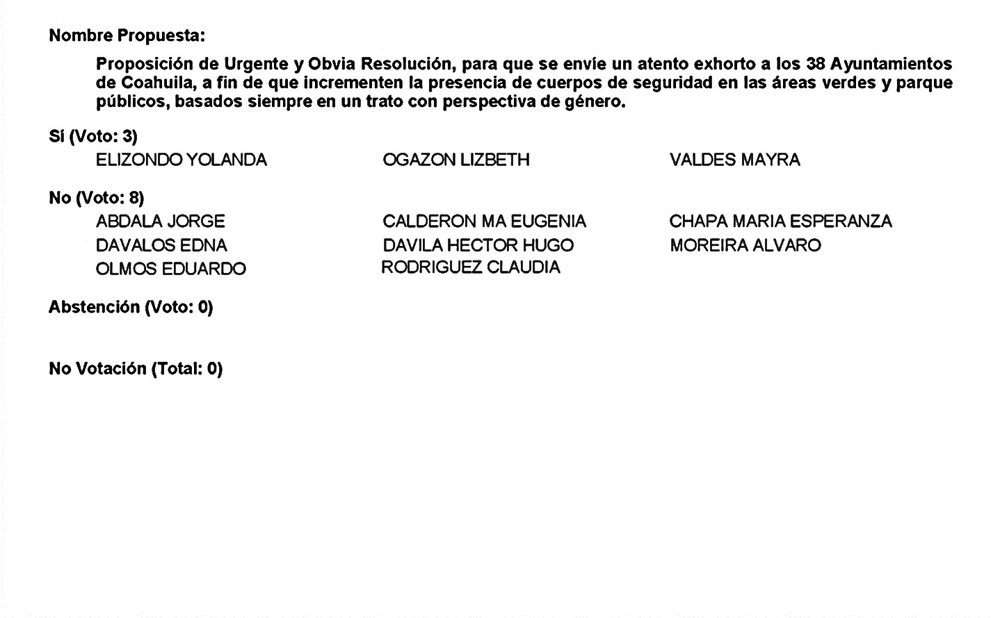 Nombre Propuesta:
Proposición de Urgente y Obvia Resolución, para que se envíe un atento exhorto a los 38 Ayuntamientos
de Coahuila, a fin de que incrementen la presencia de cuerpos de seguridad en las áreas verdes y parque
públicos, basados siempre en un trato con perspectiva de género.
Sí (Voto: 3)
ELIZONDO YOLANDA OGAZON LIZBETH VALDES MAYRA
No (Voto: 8)
ABDALA JORGE CALDERON MA EUGENIA CHAPA MARIA ESPERANZA
DAVALOS EDNA DAVILA HECTOR HUGO MOREIRA ALVARO
OLMOS EDUARDO RODRIGUEZ CLAUDIA
Abstención (Voto: 0)
No Votación (Total: 0)